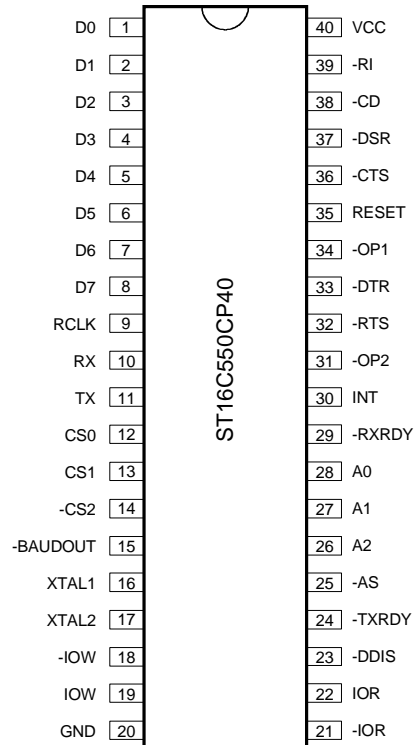 D0 1 40 VCC
D1 2 39 -RI
D2 3 38 -CD
D3 4 37 -DSR
D4 5 36 -CTS
D5 6 35 RESET
D6 7 34 -OP1
D7 8 33 -DTR
RCLK 9 32 -RTS
RX 10 31 -OP2
TX 11 30 INT
CS0 12 29 -RXRDY
CS1 13 28 A0
-CS2 14 27 A1
-BAUDOUT 15 26 A2
XTAL1 16 25 -AS
XTAL2 17 24 -TXRDY
-IOW 18 23 -DDIS
IOW 19 22 IOR
GND 20 21 -IOR
ST16C550CP40